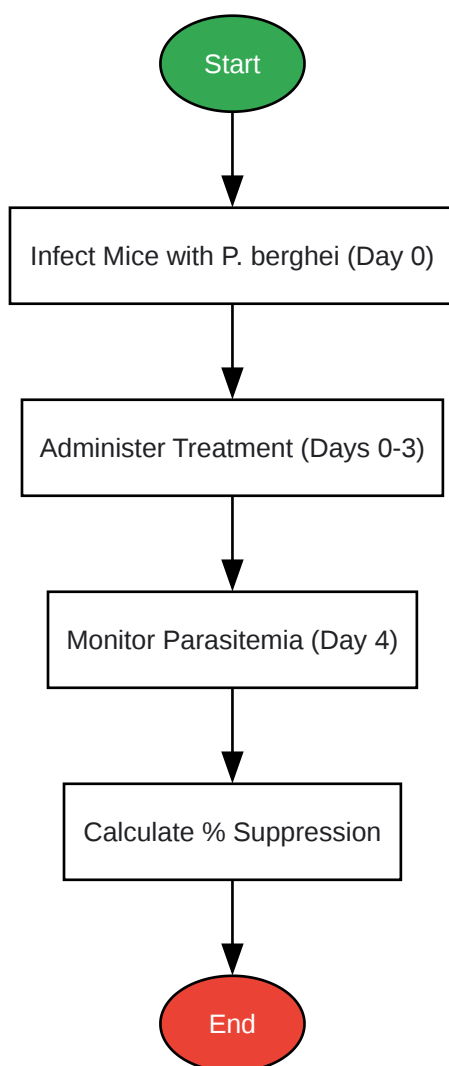 Start
Infect Mice with P. berghei (Day 0)
Administer Treatment (Days 0-3)
Monitor Parasitemia (Day 4)
Calculate % Suppression
End